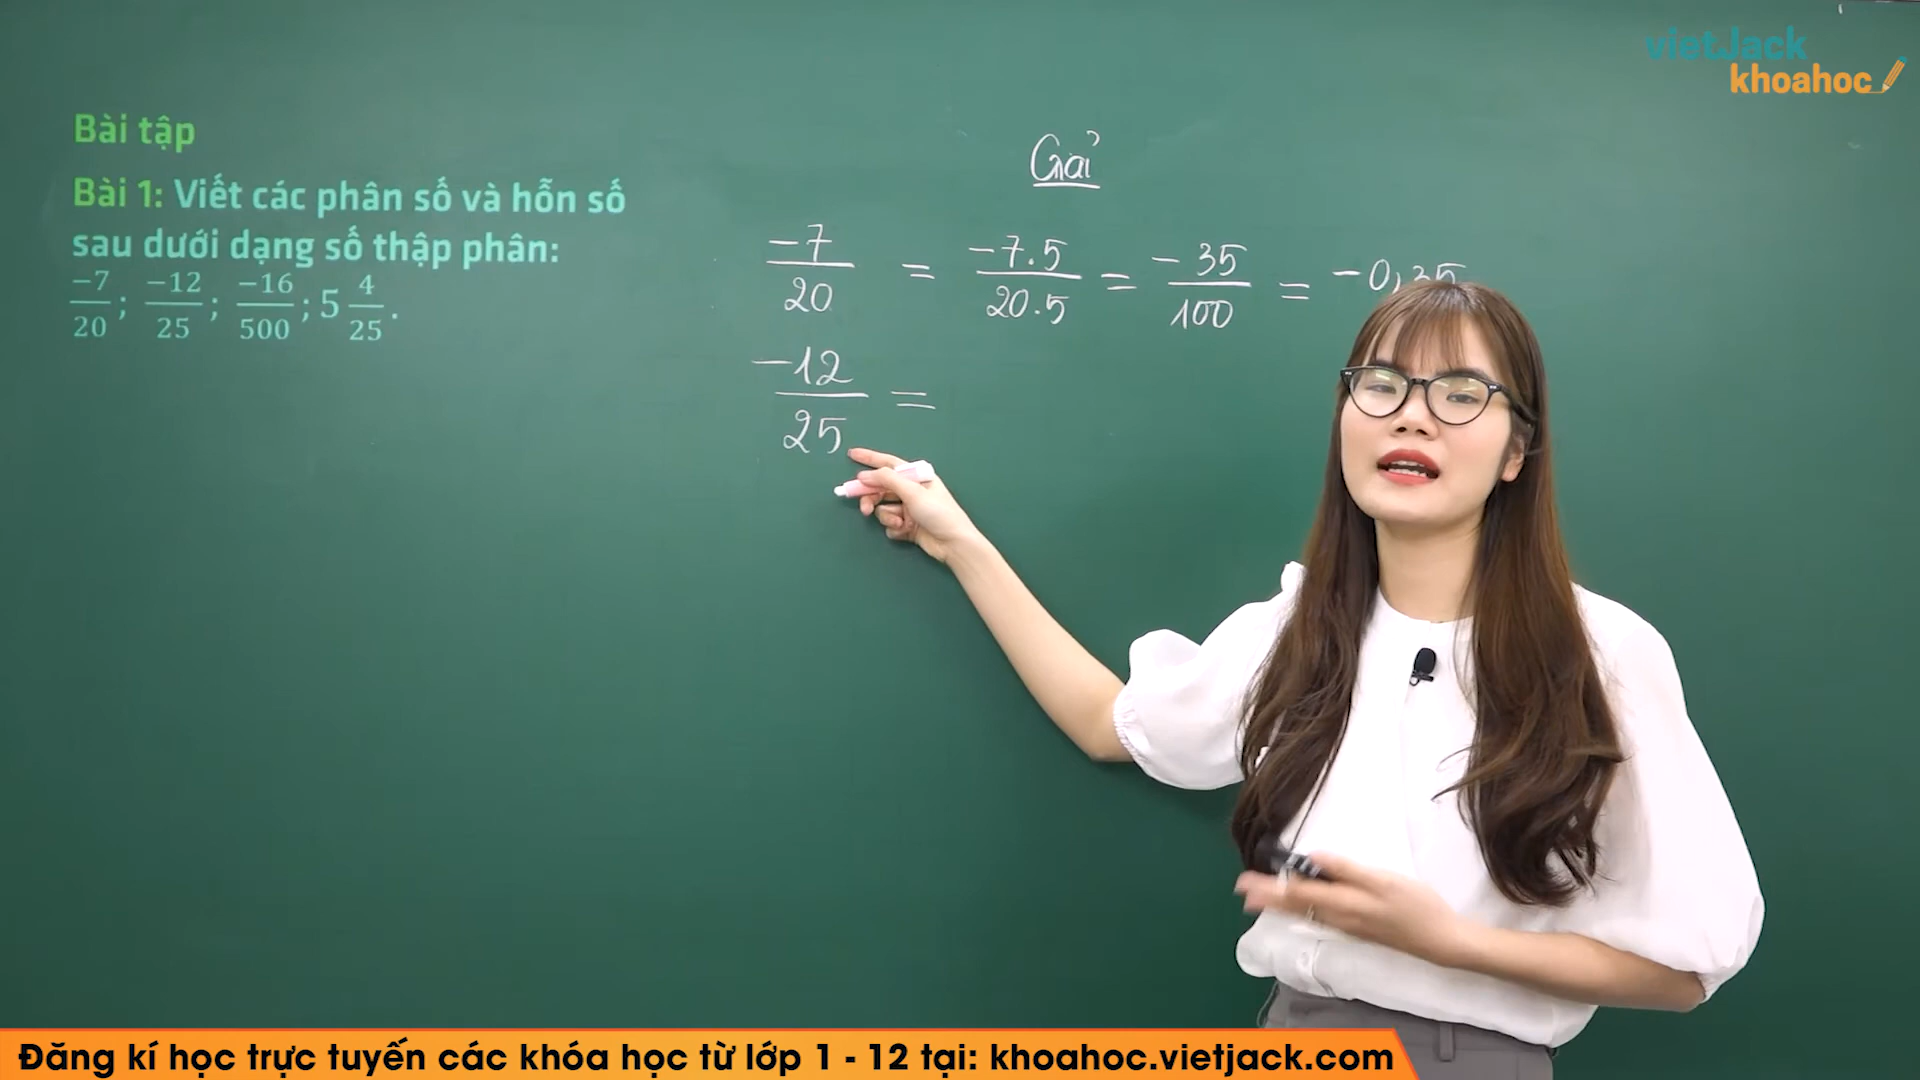 vietJack
khoahoc
Bài tập
Bài 1: Viết các phân số và hỗn số
sau dưới dạng số thập phân:
-7/20; -12/25; -16/500; 5 4/25.
Giải
-7/20 = -7.5/20.5 = -35/100 = -0,35
-12/25 =
Đăng kí học trực tuyến các khóa học từ lớp 1 - 12 tại: khoahoc.vietjack.com